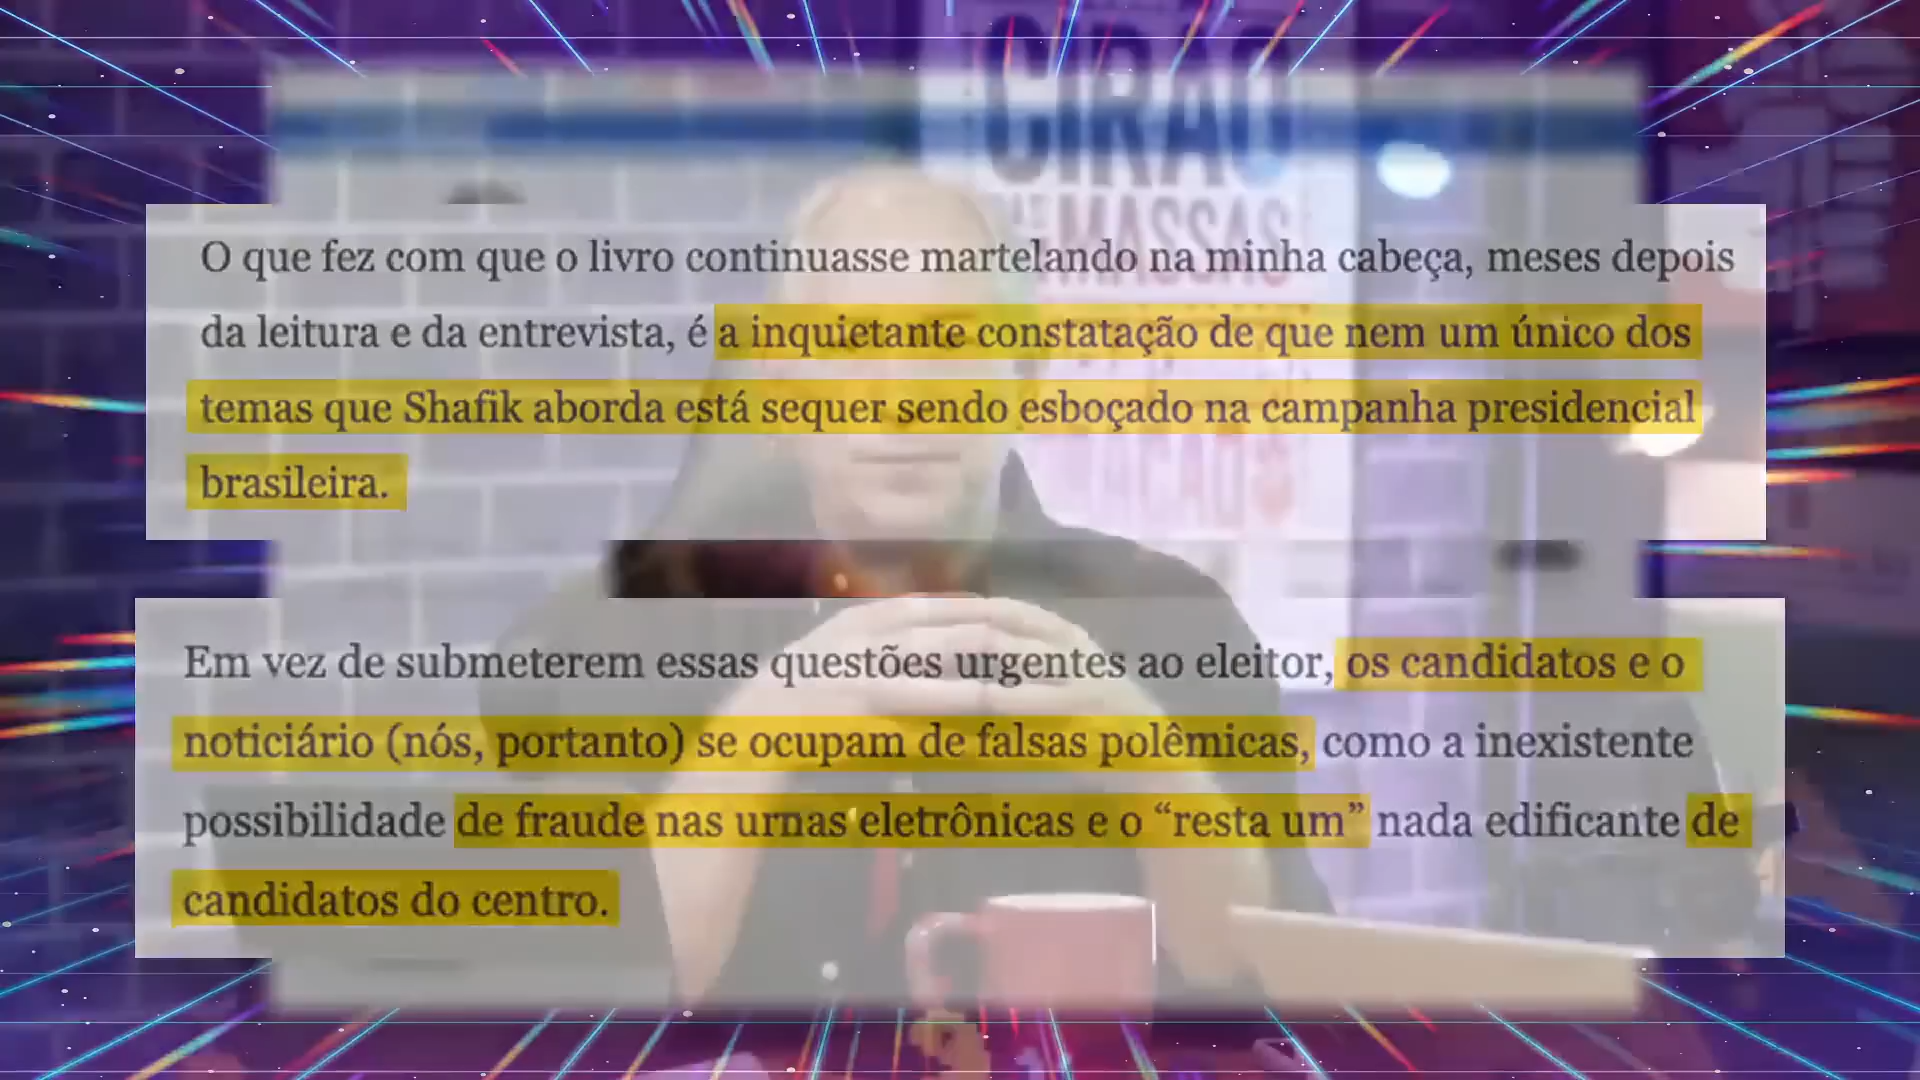 CIRÃO
DAS MASSAS
O que fez com que o livro continuasse martelando na minha cabeça, meses depois
da leitura e da entrevista, é a inquietante constatação de que nem um único dos
temas que Shafik aborda está sequer sendo esboçado na campanha presidencial
brasileira.
Em vez de submeterem essas questões urgentes ao eleitor, os candidatos e o
noticiário (nós, portanto) se ocupam de falsas polêmicas, como a inexistente
possibilidade de fraude nas urnas eletrônicas e o “resta um” nada edificante de
candidatos do centro.